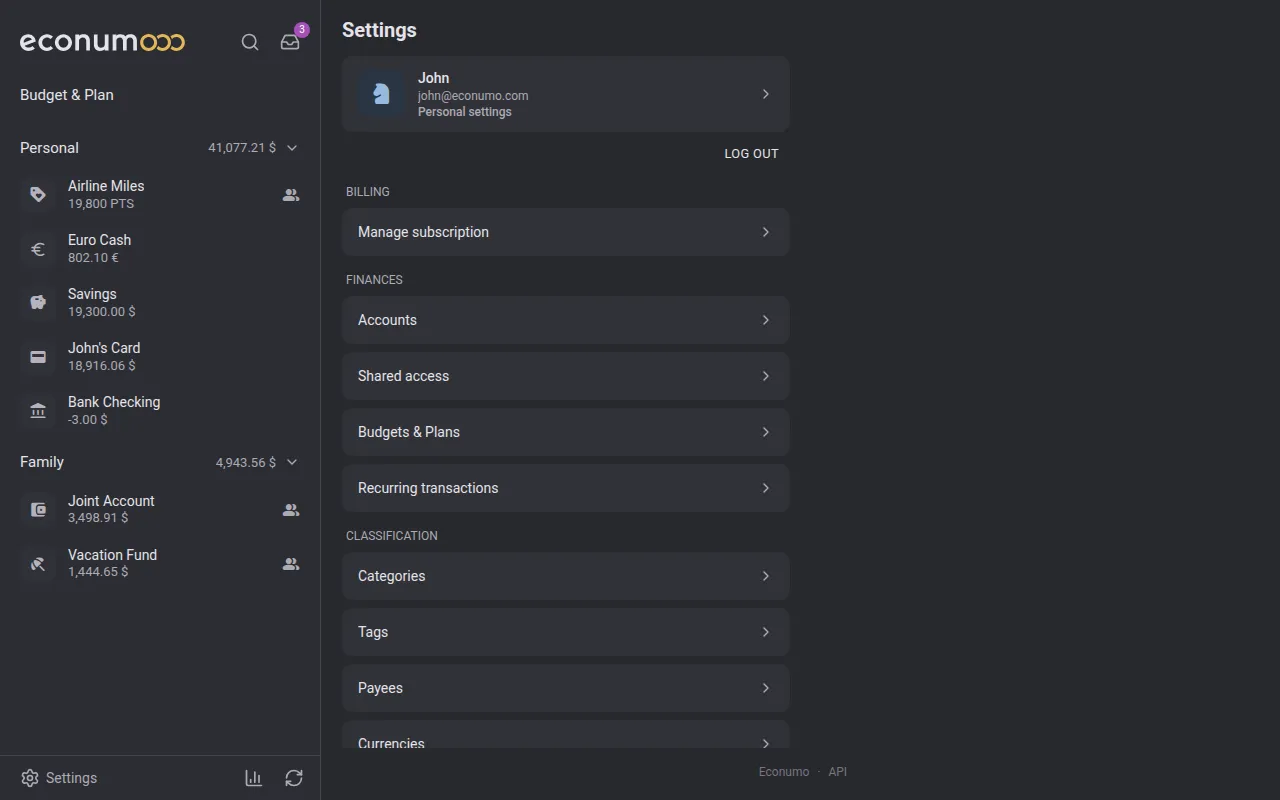 econumo
3
Budget & Plan
Personal 41,077.21 $
Airline Miles
19,800 PTS
Euro Cash
802.10 €
Savings
19,300.00 $
John's Card
18,916.06 $
Bank Checking
-3.00 $
Family 4,943.56 $
Joint Account
3,498.91 $
Vacation Fund
1,444.65 $
Settings
Settings
John
john@econumo.com
Personal settings
LOG OUT
BILLING
Manage subscription
FINANCES
Accounts
Shared access
Budgets & Plans
Recurring transactions
CLASSIFICATION
Categories
Tags
Payees
Currencies
Econumo · API